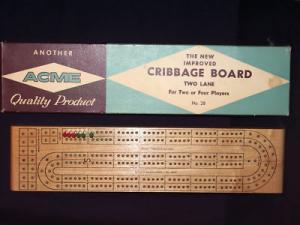 ANOTHER
ACME
Quality Product
THE NEW
IMPROVED
CRIBBAGE BOARD
TWO LANE
For Two or Four Players
No. 20